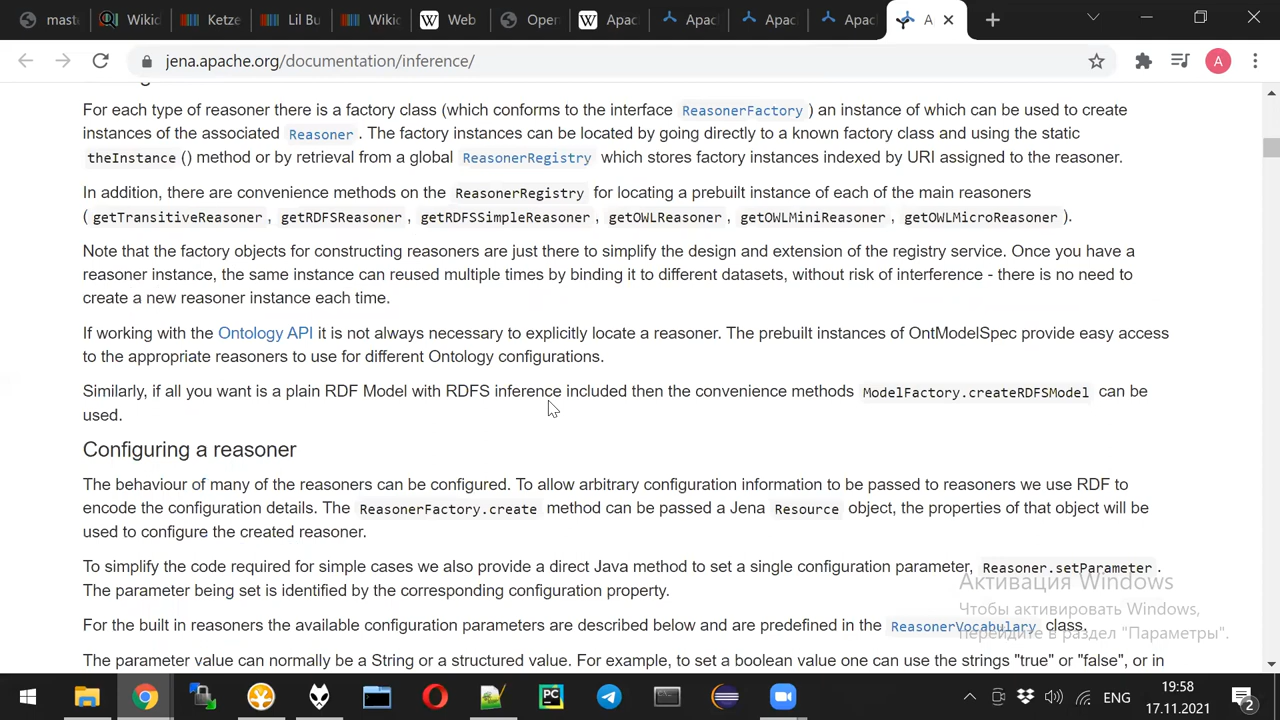 mast
Wikid
Ketze
Lil Bu
Wikic
Web
Open
Apac
Apac
Apac
Apac
A
jena.apache.org/documentation/inference/
A
For each type of reasoner there is a factory class (which conforms to the interface ReasonerFactory ) an instance of which can be used to create
instances of the associated Reasoner . The factory instances can be located by going directly to a known factory class and using the static
theInstance () method or by retrieval from a global ReasonerRegistry which stores factory instances indexed by URI assigned to the reasoner.
In addition, there are convenience methods on the ReasonerRegistry for locating a prebuilt instance of each of the main reasoners
( getTransitiveReasoner , getRDFSReasoner , getRDFSSimpleReasoner , getOWLReasoner , getOWLMiniReasoner , getOWLMicroReasoner ).
Note that the factory objects for constructing reasoners are just there to simplify the design and extension of the registry service. Once you have a
reasoner instance, the same instance can reused multiple times by binding it to different datasets, without risk of interference - there is no need to
create a new reasoner instance each time.
If working with the Ontology API it is not always necessary to explicitly locate a reasoner. The prebuilt instances of OntModelSpec provide easy access
to the appropriate reasoners to use for different Ontology configurations.
Similarly, if all you want is a plain RDF Model with RDFS inference included then the convenience methods ModelFactory.createRDFSModel can be
used.
Configuring a reasoner
The behaviour of many of the reasoners can be configured. To allow arbitrary configuration information to be passed to reasoners we use RDF to
encode the configuration details. The ReasonerFactory.create method can be passed a Jena Resource object, the properties of that object will be
used to configure the created reasoner.
To simplify the code required for simple cases we also provide a direct Java method to set a single configuration parameter, Reasoner.setParameter .
The parameter being set is identified by the corresponding configuration property.
For the built in reasoners the available configuration parameters are described below and are predefined in the ReasonerVocabulary class.
The parameter value can normally be a String or a structured value. For example, to set a boolean value one can use the strings "true" or "false", or in
Активация Windows
Чтобы активировать Windows,
перейдите в раздел "Параметры".
PC
ENG
19:58
17.11.2021
2